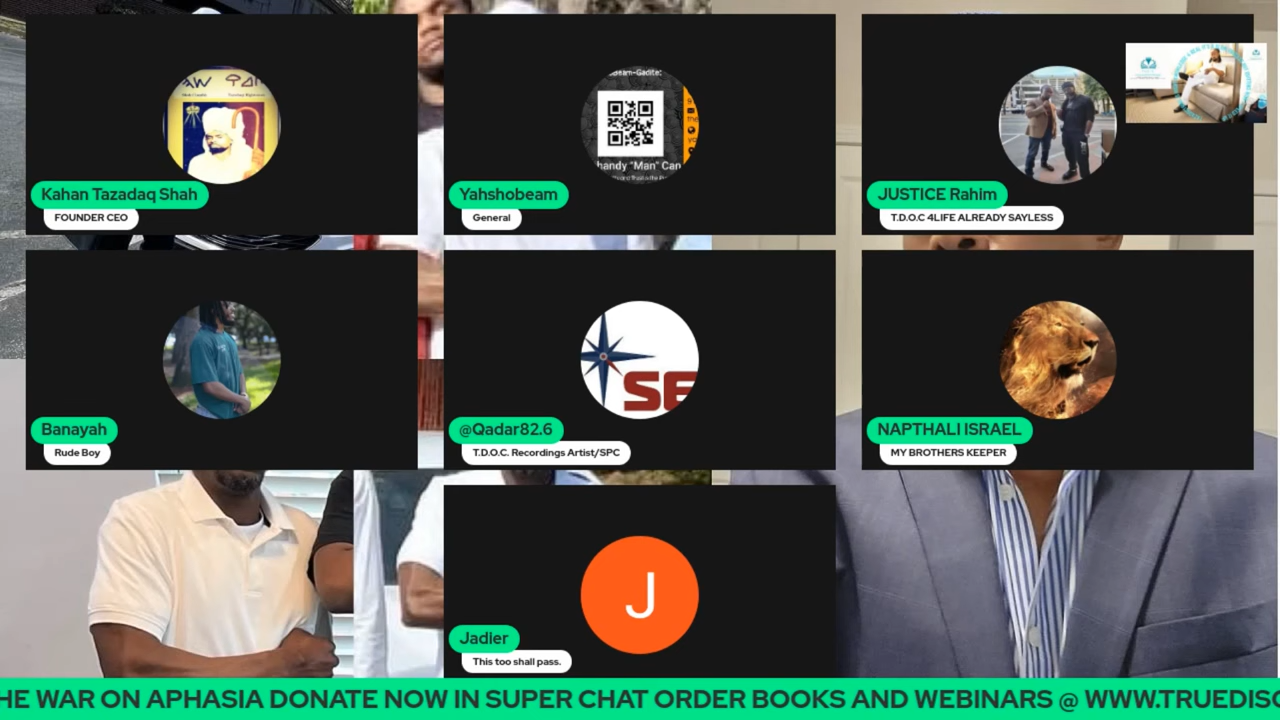 Kahan Tazadaq Shah
FOUNDER CEO
Yahshobeam
General
JUSTICE Rahim
T.D.O.C 4LIFE ALREADY SAYLESS
Banayah
Rude Boy
@Qadar82.6
SE
T.D.O.C. Recordings Artist/SPC
NAPTHALI ISRAEL
MY BROTHERS KEEPER
J
Jadier
This too shall pass.
HE WAR ON APHASIA DONATE NOW IN SUPER CHAT ORDER BOOKS AND WEBINARS @ WWW.TRUEDISC